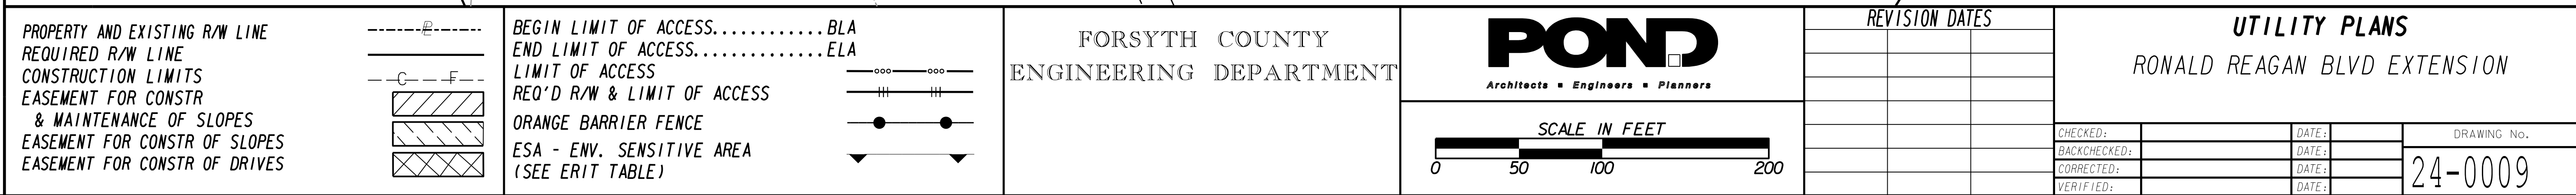 PROPERTY AND EXISTING R/W LINE
REQUIRED R/W LINE
CONSTRUCTION LIMITS
EASEMENT FOR CONSTR
& MAINTENANCE OF SLOPES
EASEMENT FOR CONSTR OF SLOPES
EASEMENT FOR CONSTR OF DRIVES
C F
BEGIN LIMIT OF ACCESS............BLA
END LIMIT OF ACCESS..............ELA
LIMIT OF ACCESS
REQ'D R/W & LIMIT OF ACCESS
ORANGE BARRIER FENCE
ESA - ENV. SENSITIVE AREA
(SEE ERIT TABLE)
FORSYTH COUNTY
ENGINEERING DEPARTMENT
POND
Architects ■ Engineers ■ Planners
SCALE IN FEET
0 50 100 200
REVISION DATES
UTILITY PLANS
RONALD REAGAN BLVD EXTENSION
CHECKED: DATE:
BACKCHECKED: DATE:
CORRECTED: DATE:
VERIFIED: DATE:
DRAWING No.
24-0009